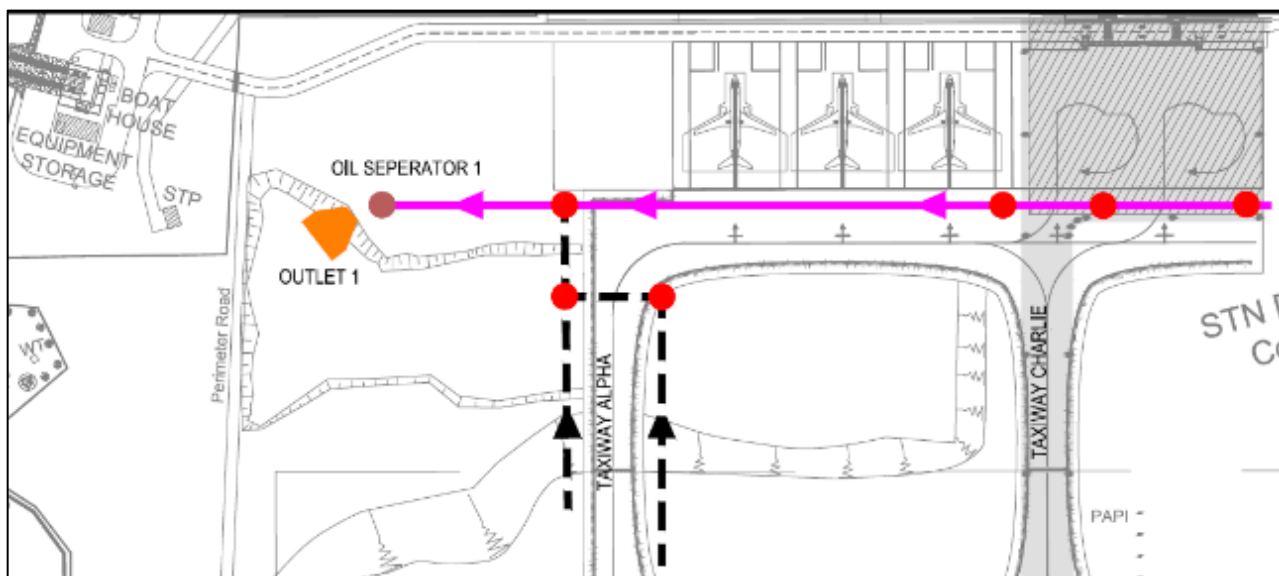 BOAT
HOUSE
EQUIPMENT
STORAGE
STP
OIL SEPERATOR 1
OUTLET 1
Perimeter Road
WT
TAXIWAY ALPHA
TAXIWAY CHARLIE
STN
PAPI